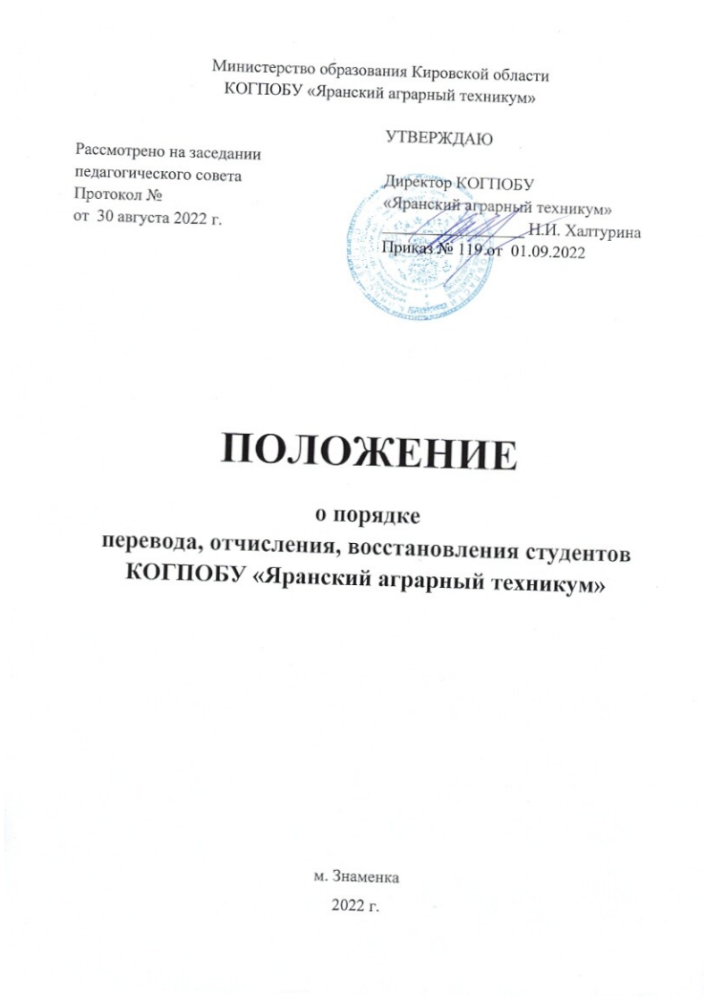 Министерство образования Кировской области
КОГПОБУ «Яранский аграрный техникум»
Рассмотрено на заседании
педагогического совета
Протокол №
от 30 августа 2022 г.
УТВЕРЖДАЮ
Директор КОГПОБУ
«Яранский аграрный техникум»
Н.И. Халтурина
Приказ № 119 от 01.09.2022
ПОЛОЖЕНИЕ
о порядке
перевода, отчисления, восстановления студентов
КОГПОБУ «Яранский аграрный техникум»
м. Знаменка
2022 г.